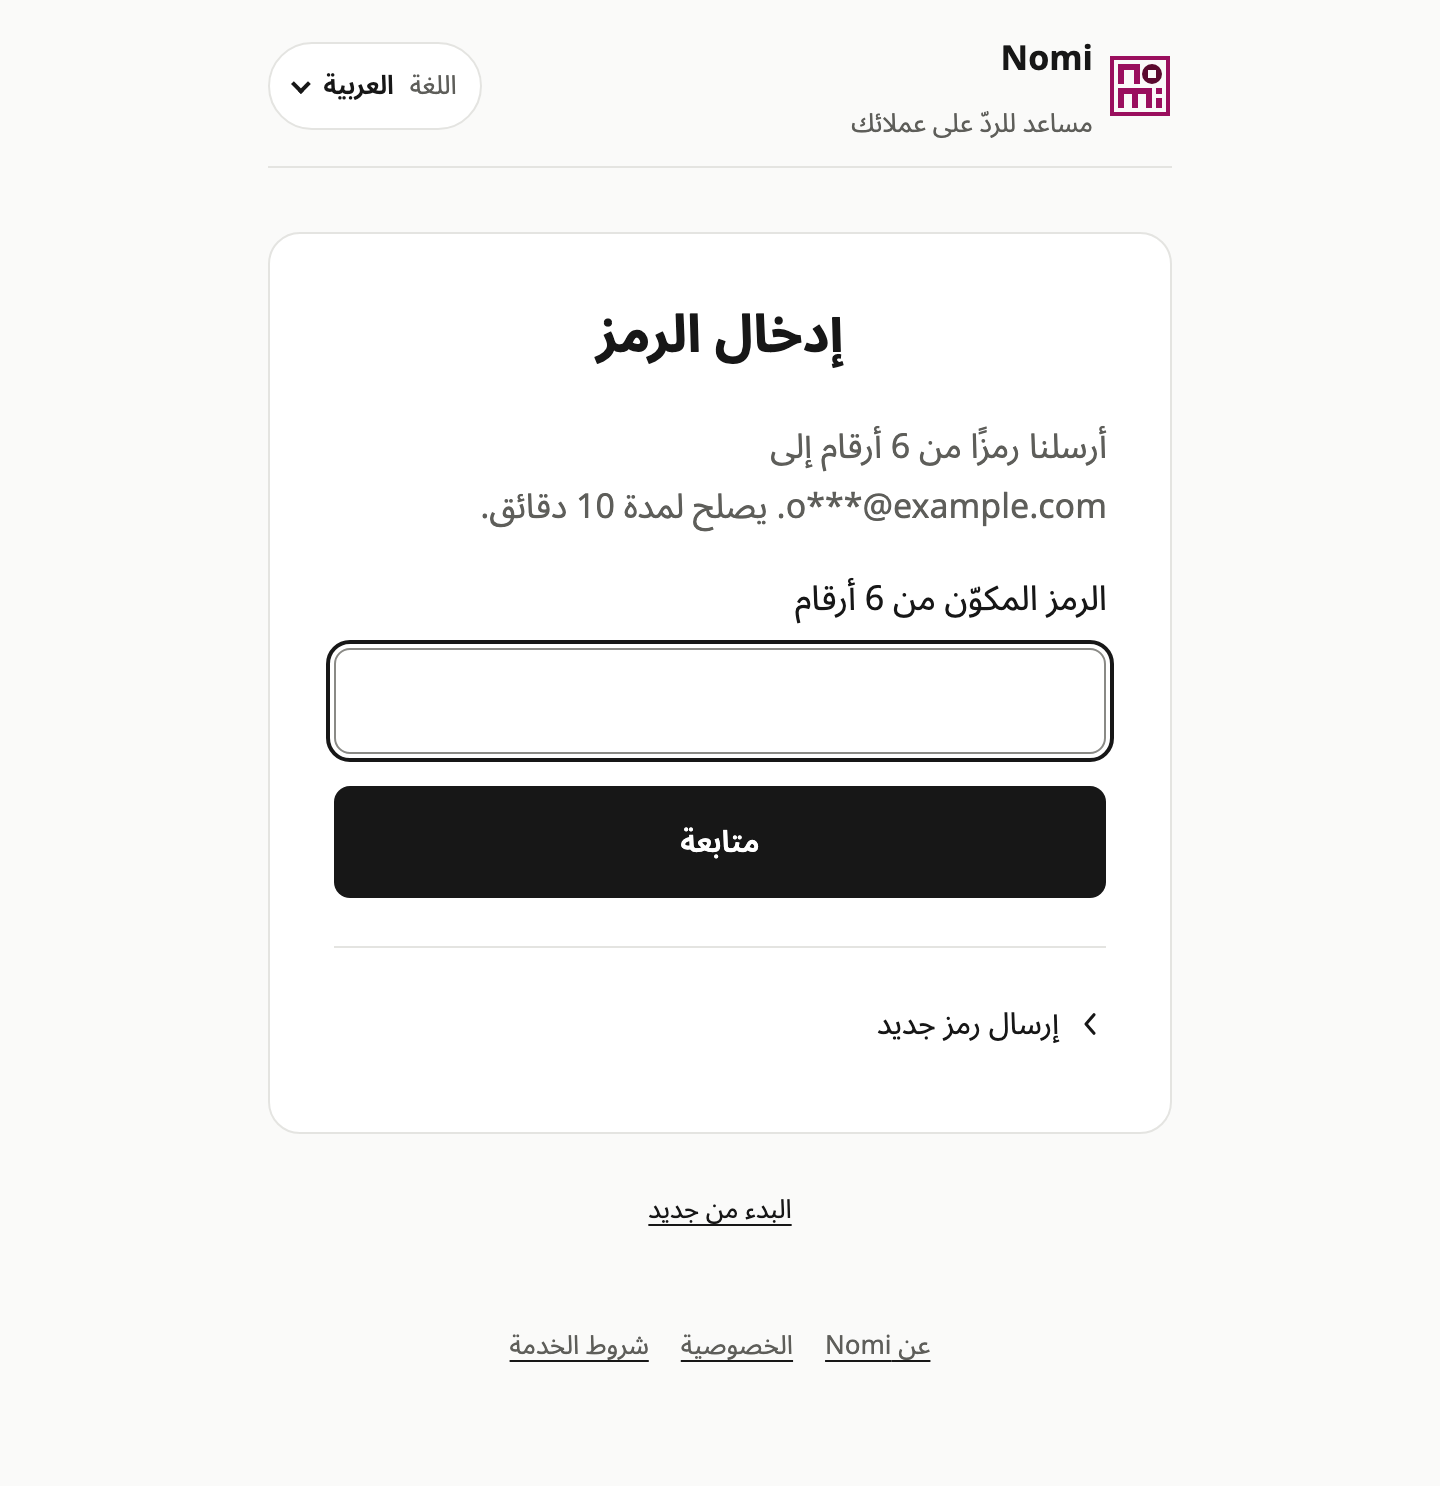 Nomi
مساعد للردّ على عملائك
اللغة العربية
إدخال الرمز
أرسلنا رمزًا من 6 أرقام إلى
o***@example.com. يصلح لمدة 10 دقائق.
الرمز المكوّن من 6 أرقام
متابعة
إرسال رمز جديد
البدء من جديد
عن Nomi الخصوصية شروط الخدمة